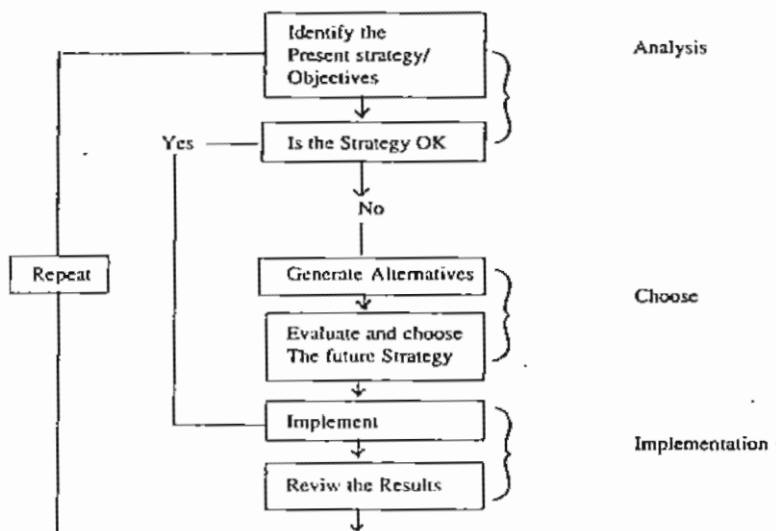 Identify the
Present strategy/
Objectives
Analysis
Yes
Is the Strategy OK
No
Repeat
Generate Alternatives
Choose
Evaluate and choose
The future Strategy
Implement
Implementation
Reviw the Results